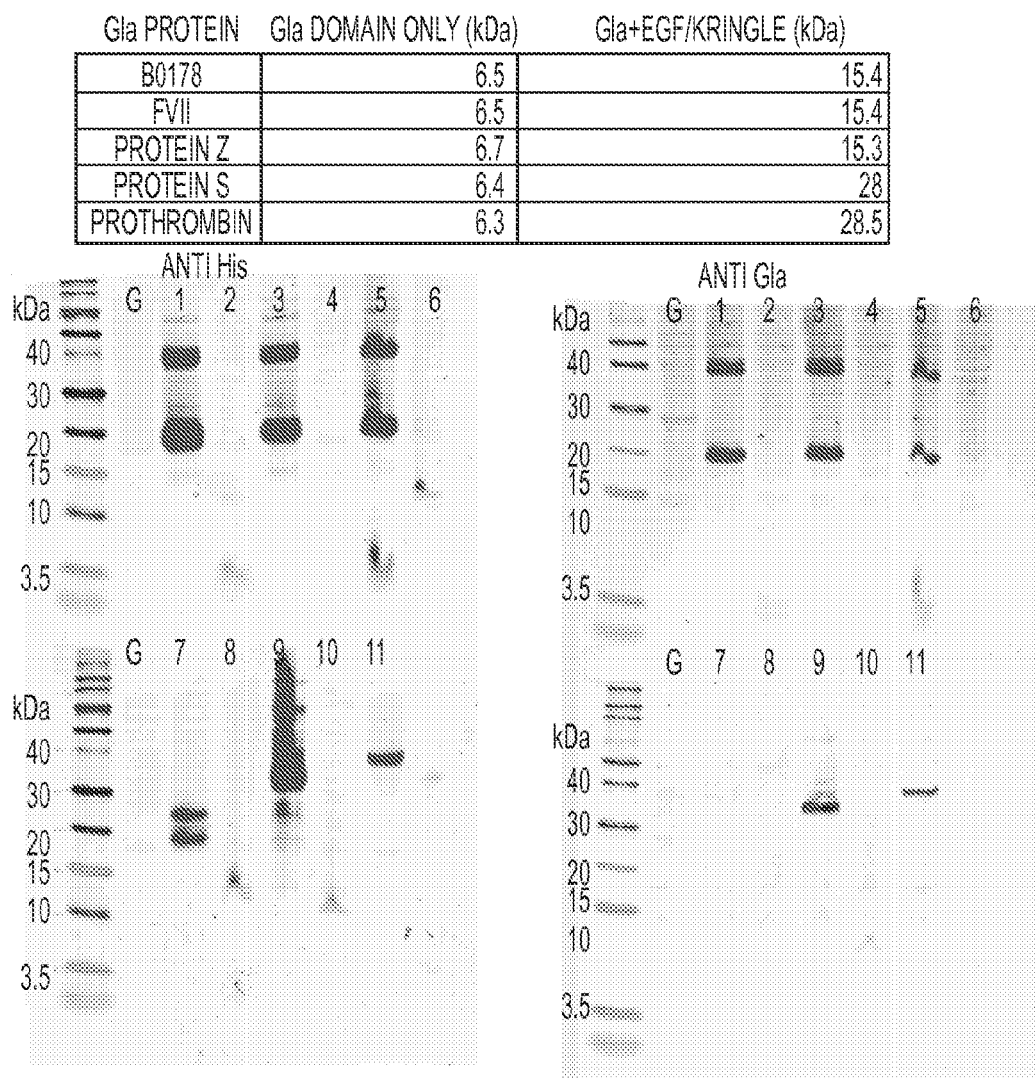 Gla PROTEIN Gla DOMAIN ONLY (kDa) Gla+EGF/KRINGLE (kDa)
B0178 6.5 15.4
FVII 6.5 15.4
PROTEIN Z 6.7 15.3
PROTEIN S 6.4 28
PROTHROMBIN 6.3 28.5
ANTI His
kDa G 1 2 3 4 5 6
40
30
20
15
10
3.5
G 7 8 9 10 11
kDa
40
30
20
15
10
3.5
ANTI Gla
kDa G 1 2 3 4 5 6
40
30
20
15
10
3.5
G 7 8 9 10 11
kDa
40
30
20
15
10
3.5